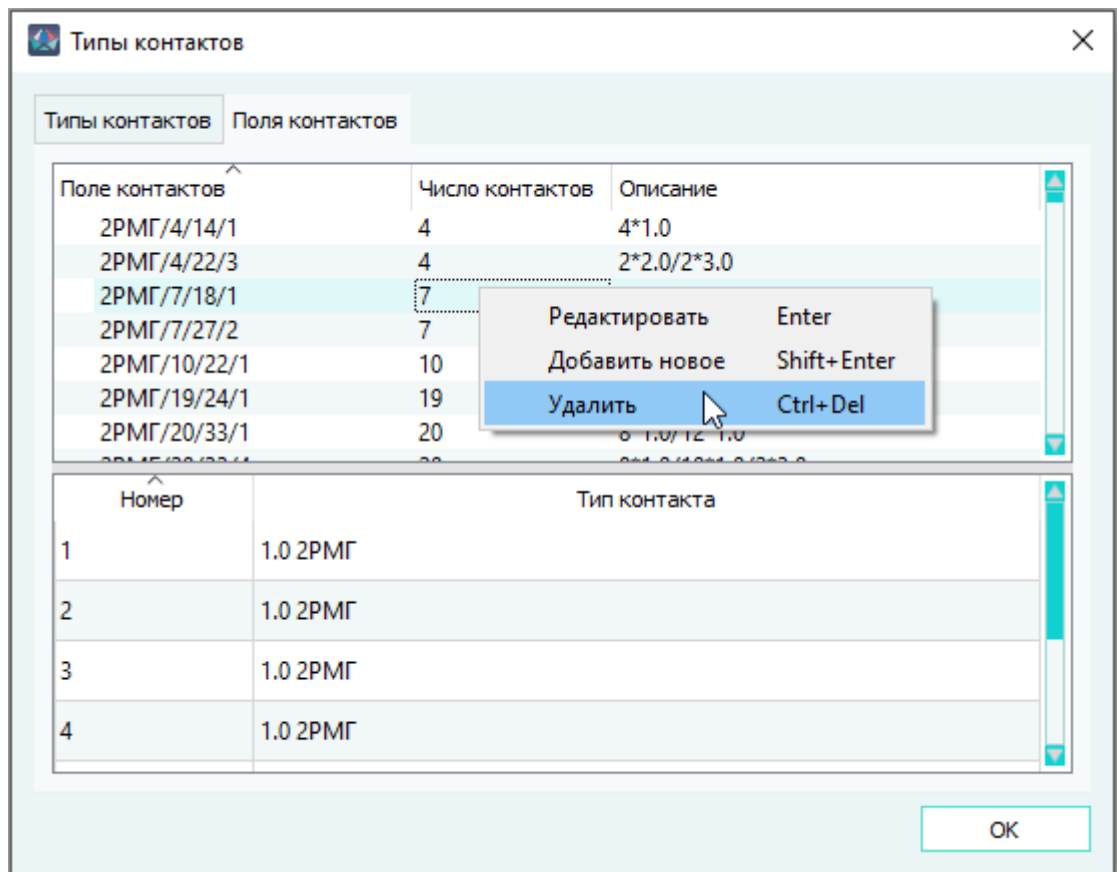 Типы контактов
Типы контактов Поля контактов
Поле контактов Число контактов Описание
2РМГ/4/14/1 4 4*1.0
2РМГ/4/22/3 4 2*2.0/2*3.0
2РМГ/7/18/1 7
Редактировать Enter
2РМГ/7/27/2 7
Добавить новое Shift+Enter
2РМГ/10/22/1 10
2РМГ/19/24/1 19
Удалить Ctrl+Del
2РМГ/20/33/1 20
Номер Тип контакта
1 1.0 2РМГ
2 1.0 2РМГ
3 1.0 2РМГ
4 1.0 2РМГ
OK